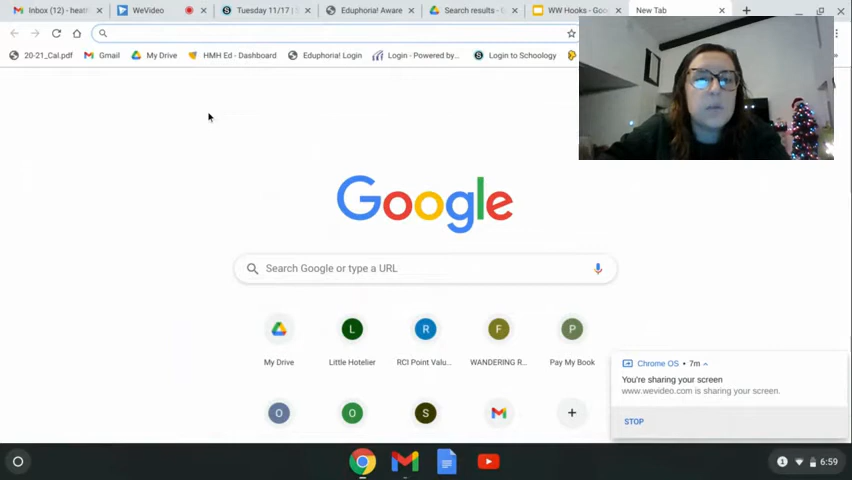 Inbox (12) - heath
WeVideo
Tuesday 11/17 | S
Eduphoria! Aware
Search results - G
WW Hooks - Goo
New Tab
20-21_Cal.pdf
Gmail
My Drive
HMH Ed - Dashboard
Eduphoria! Login
Login - Powered by...
Login to Schoology
Google
Search Google or type a URL
L
R
F
P
My Drive
Little Hotelier
RCI Point Valu...
WANDERING R...
Pay My Book
O
O
S
Chrome OS • 7m
You're sharing your screen
www.wevideo.com is sharing your screen.
STOP
1
6:59